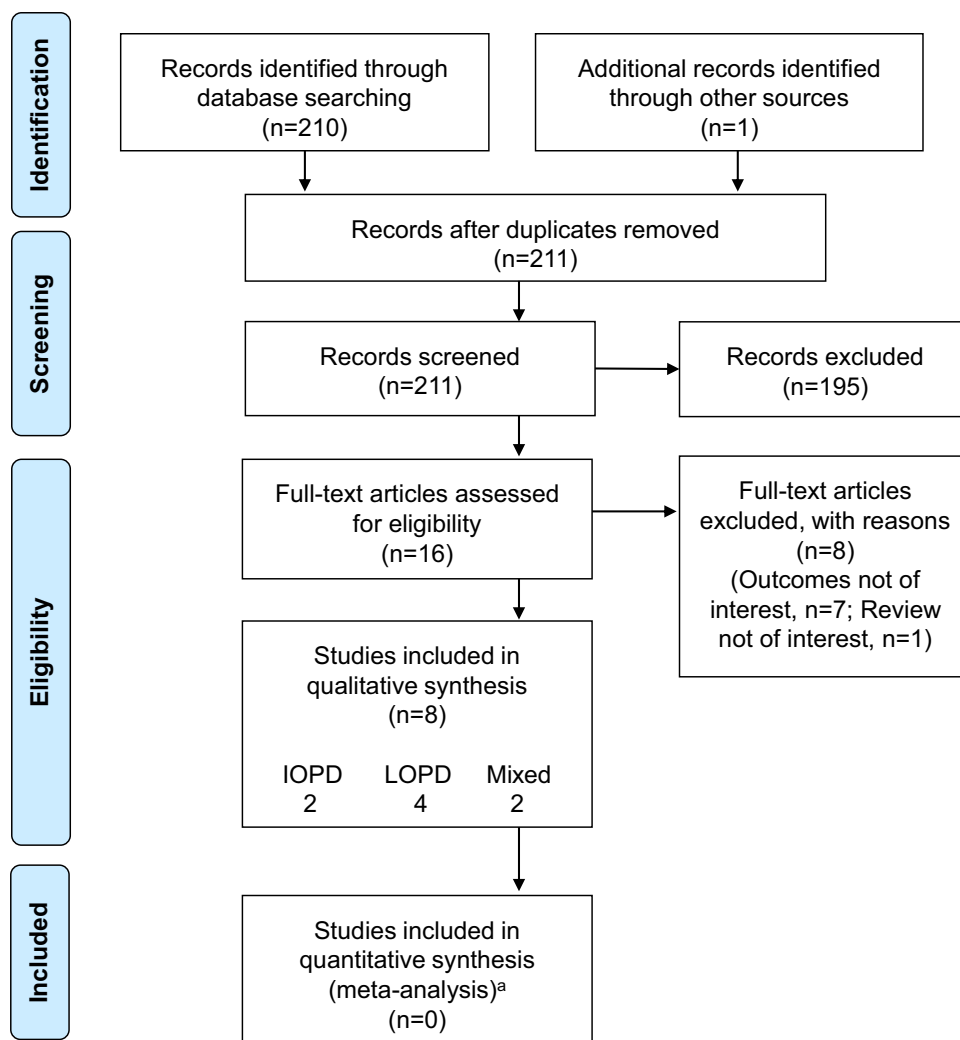 Identification
Records identified through
database searching
(n=210)
Additional records identified
through other sources
(n=1)
Records after duplicates removed
(n=211)
Screening
Records screened
(n=211)
Records excluded
(n=195)
Eligibility
Full-text articles assessed
for eligibility
(n=16)
Full-text articles
excluded, with reasons
(n=8)
(Outcomes not of
interest, n=7; Review
not of interest, n=1)
Studies included in
qualitative synthesis
(n=8)
IOPD LOPD Mixed
2 4 2
Included
Studies included in
quantitative synthesis
(meta-analysis)ᵃ
(n=0)